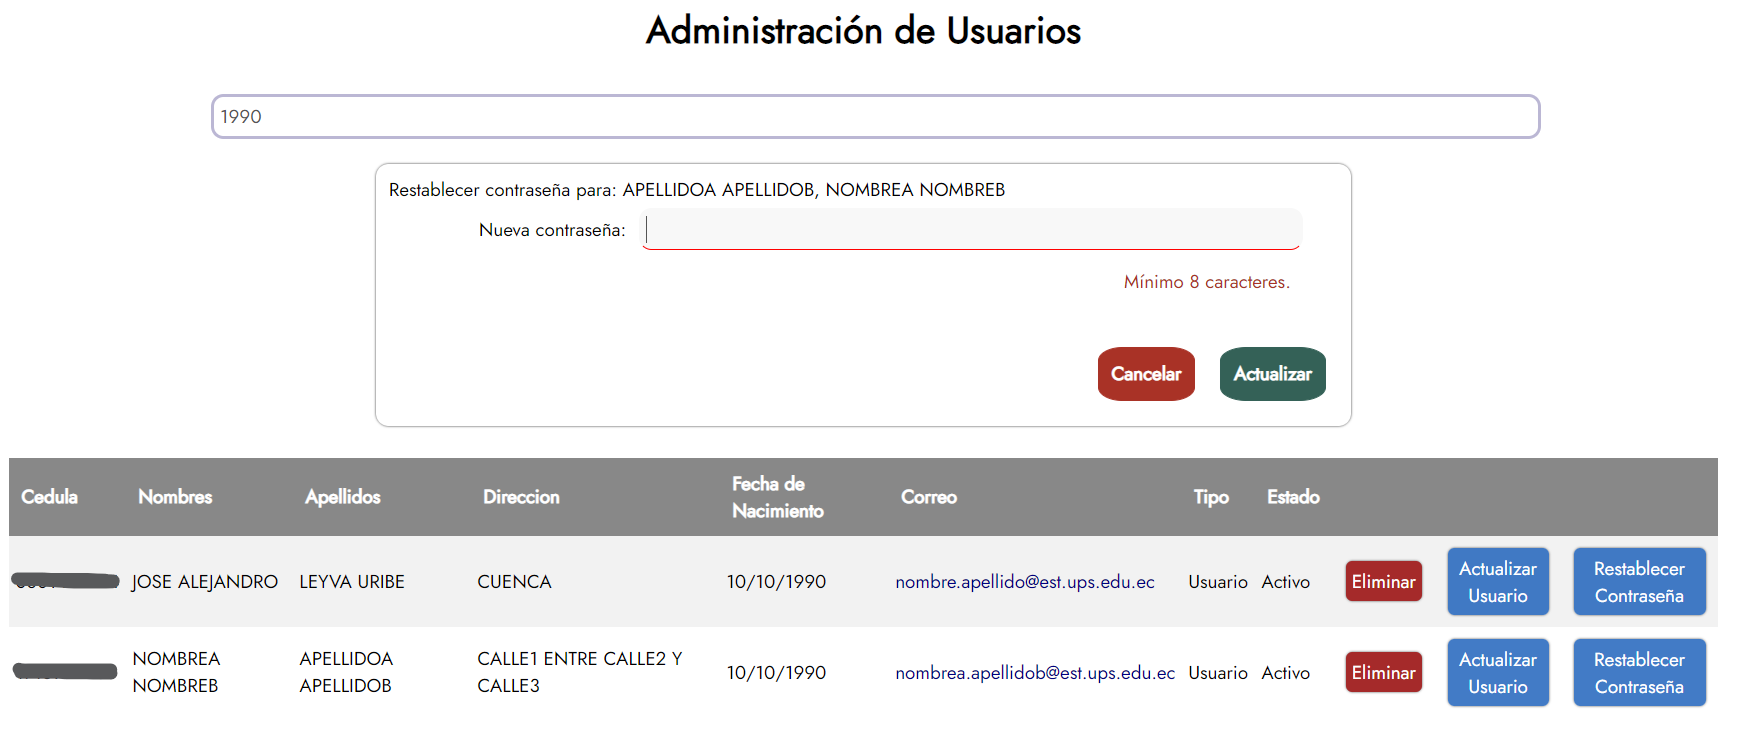 Administración de Usuarios
1990
Restablecer contraseña para: APELLIDOA APELLIDOB, NOMBREA NOMBREB
Nueva contraseña:
Mínimo 8 caracteres.
Cancelar Actualizar
Cedula Nombres Apellidos Direccion Fecha de Nacimiento Correo Tipo Estado
JOSE ALEJANDRO LEYVA URIBE CUENCA 10/10/1990 nombre.apellido@est.ups.edu.ec Usuario Activo Eliminar Actualizar Usuario Restablecer Contraseña
NOMBREA NOMBREB APELLIDOA APELLIDOB CALLE1 ENTRE CALLE2 Y CALLE3 10/10/1990 nombrea.apellidob@est.ups.edu.ec Usuario Activo Eliminar Actualizar Usuario Restablecer Contraseña